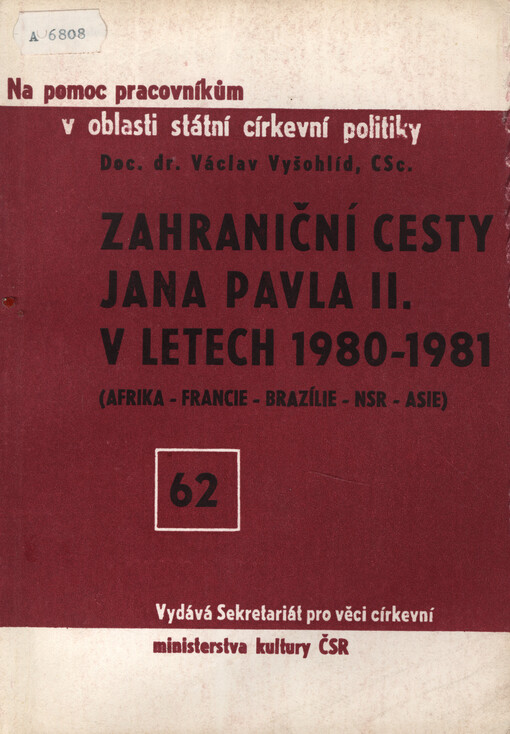 A 6808
Na pomoc pracovníkům
v oblasti státní církevní politiky
Doc. dr. Václav Vyšohlíd, CSc.
ZAHRANIČNÍ CESTY
JANA PAVLA II.
V LETECH 1980-1981
(AFRIKA - FRANCIE - BRAZÍLIE - NSR - ASIE)
62
Vydává Sekretariát pro věci církevní
ministerstva kultury ČSR